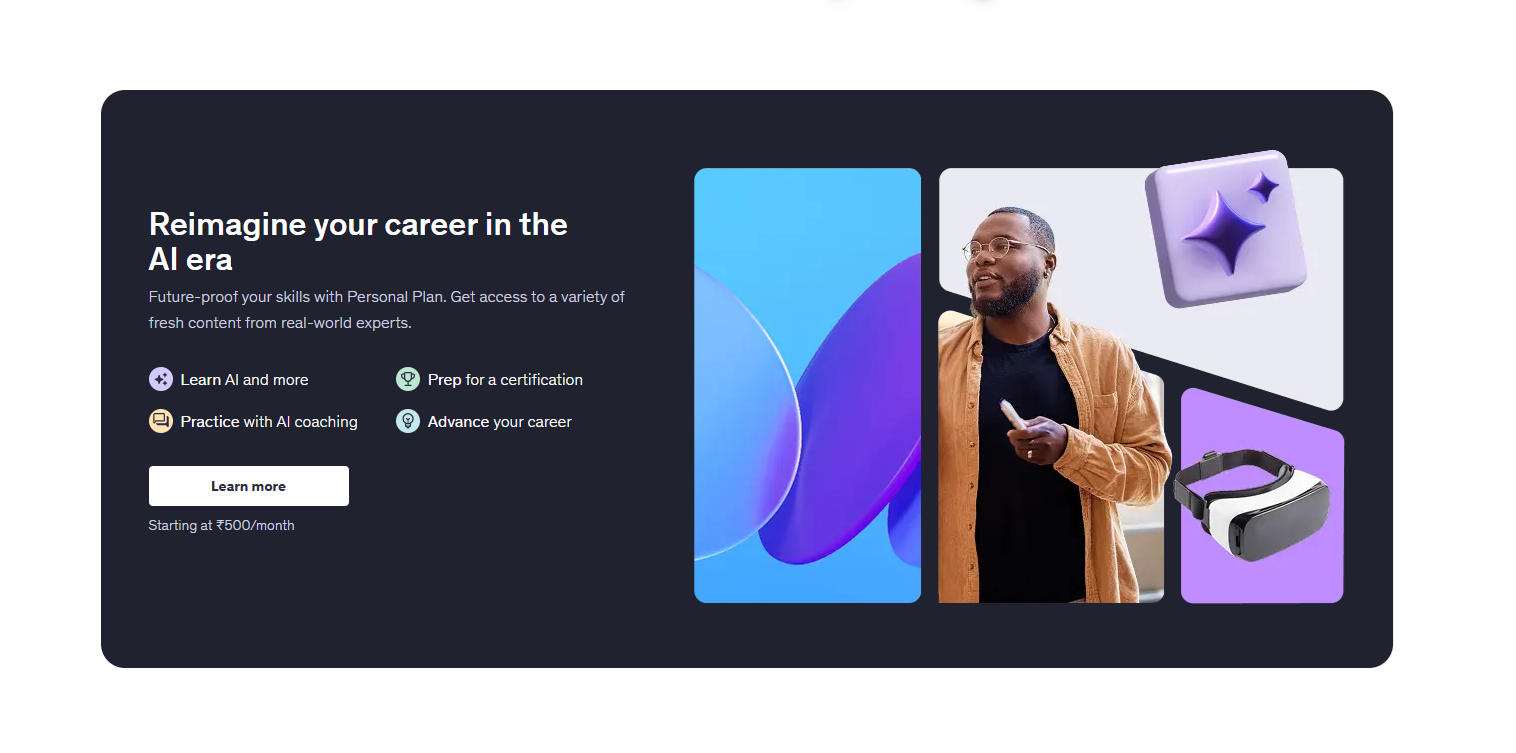 Reimagine your career in the
AI era
Future-proof your skills with Personal Plan. Get access to a variety of
fresh content from real-world experts.
Learn AI and more
Prep for a certification
Practice with AI coaching
Advance your career
Learn more
Starting at ₹500/month